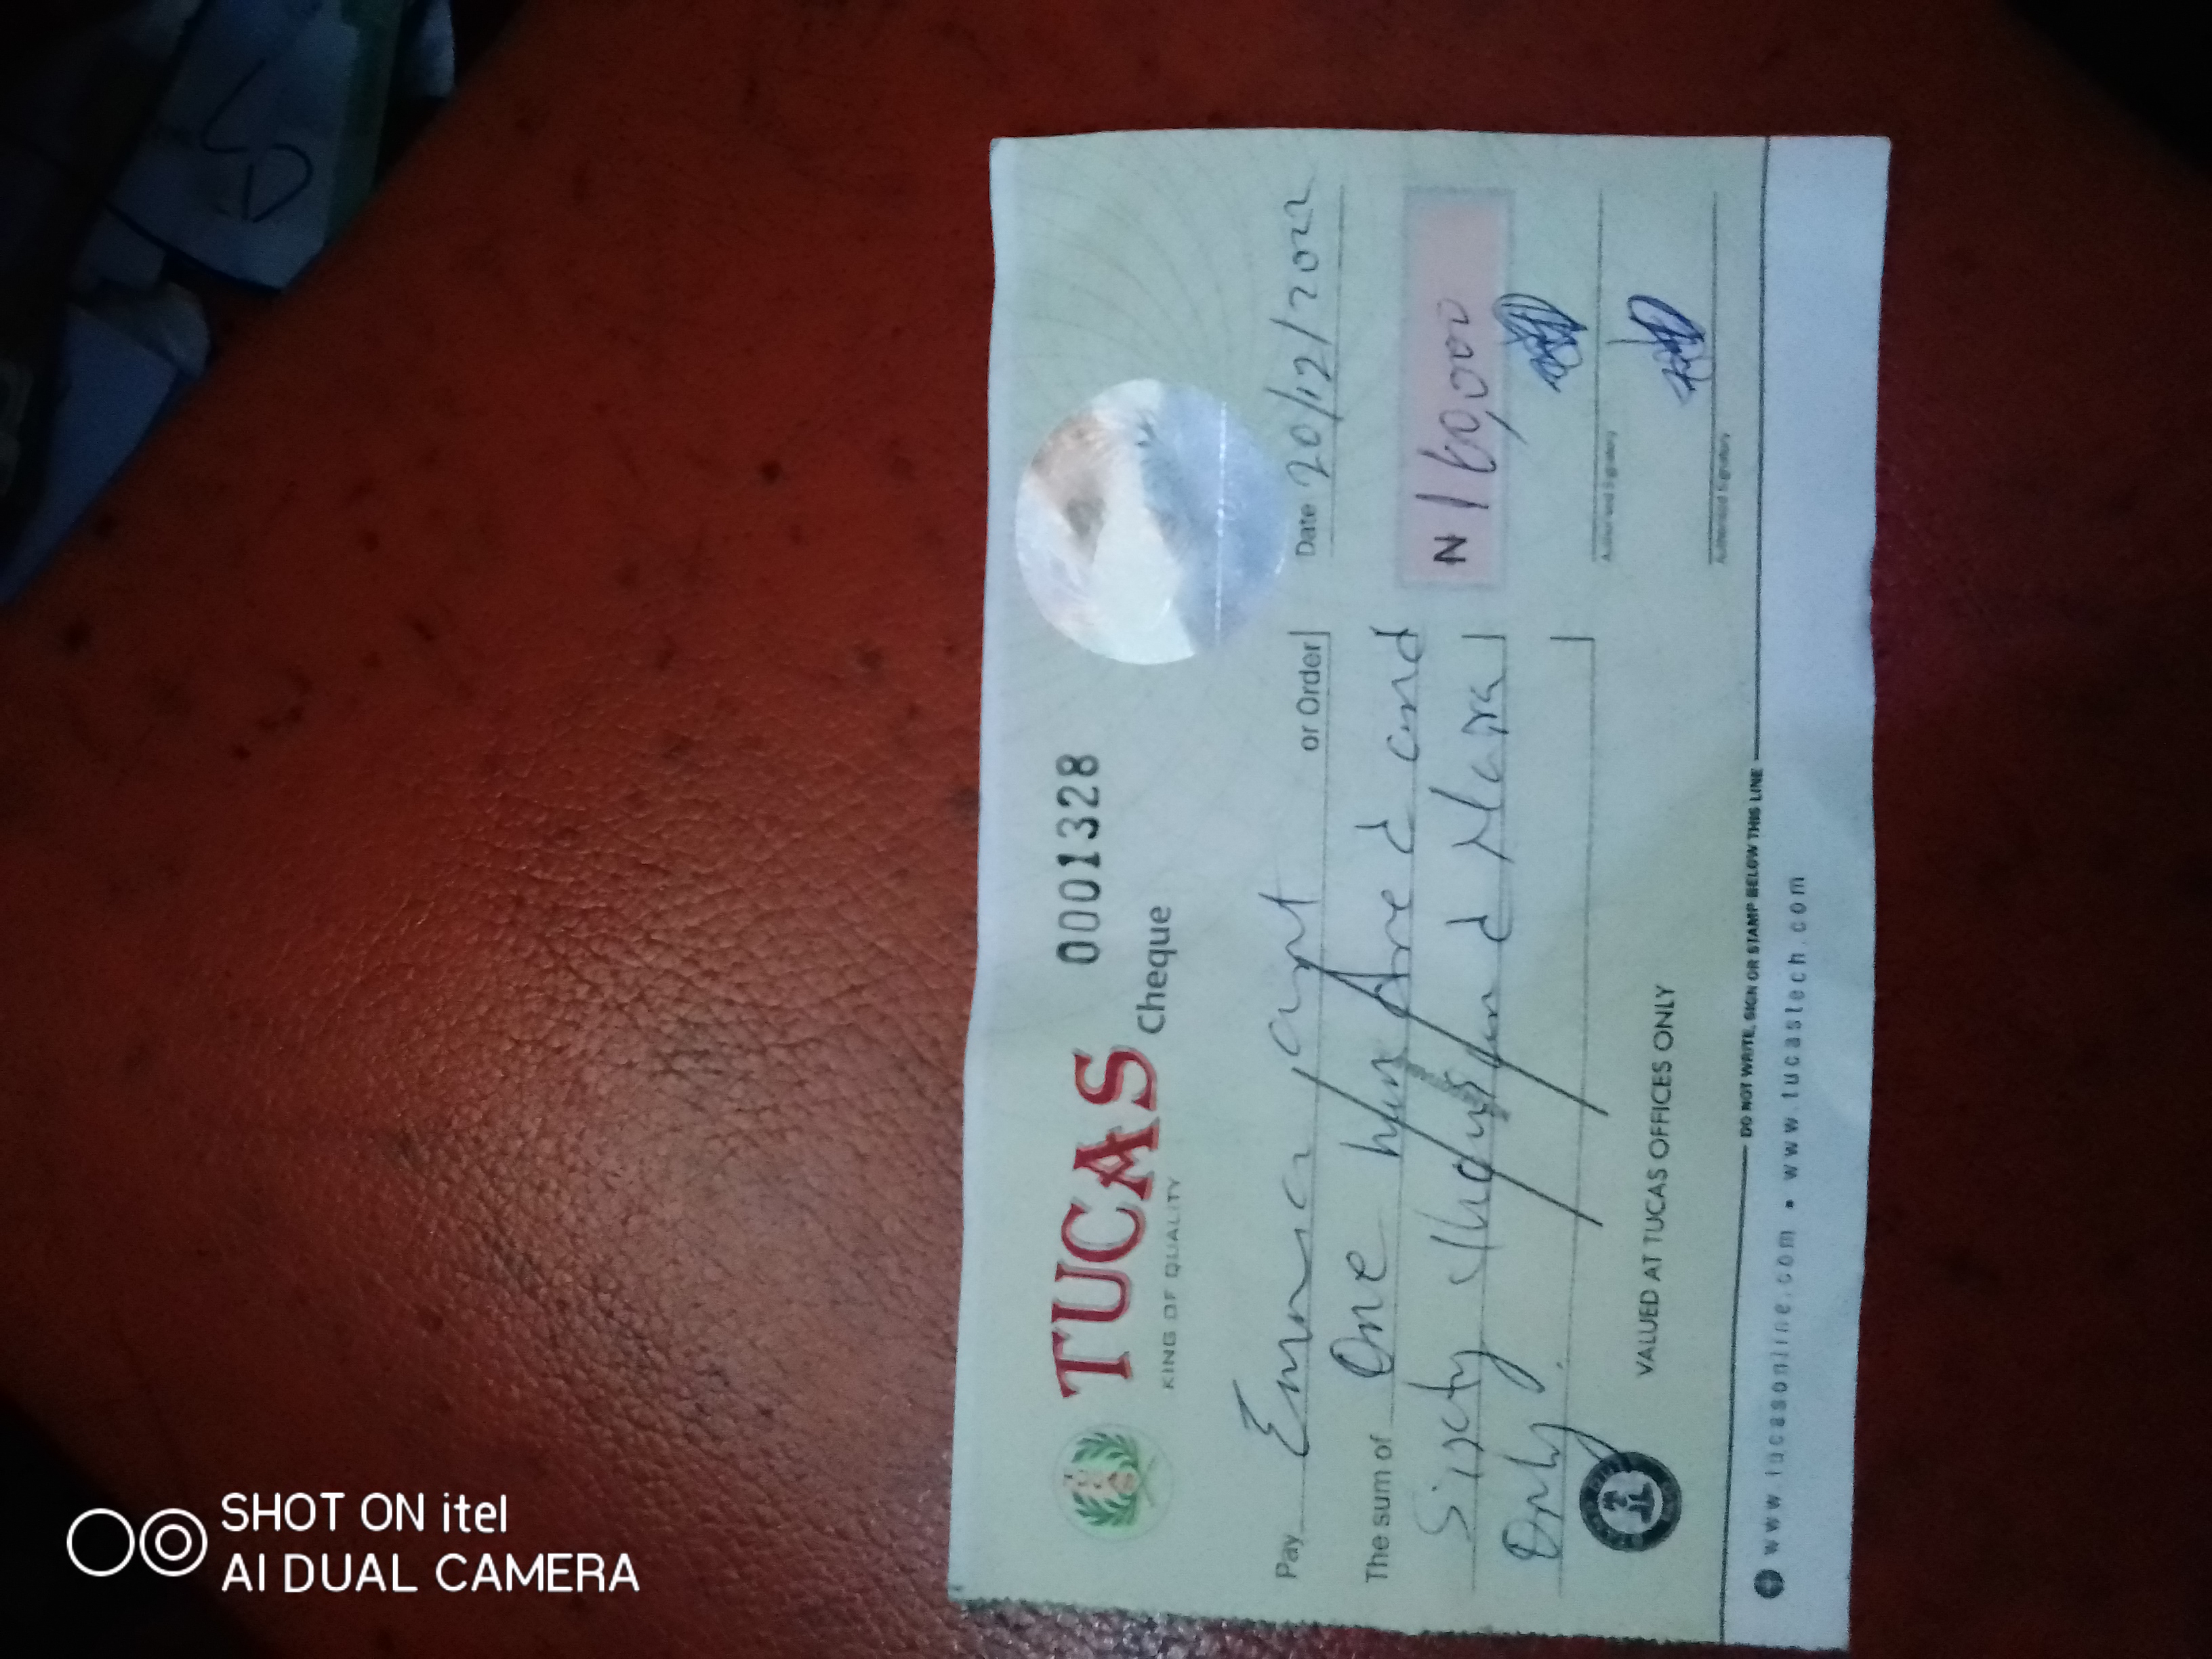 TUCAS 0001328
KING OF QUALITY Cheque
Pay Emma apt or Order Date 20/12/2022
The sum of One hundred and
Sixty thousand Naira
Only.
N 160,000
Authorised Signatory
Authorised Signatory
VALUED AT TUCAS OFFICES ONLY
DO NOT WRITE, SIGN OR STAMP BELOW THIS LINE
www.tucasonline.com • www.tucastech.com
SHOT ON itel
AI DUAL CAMERA